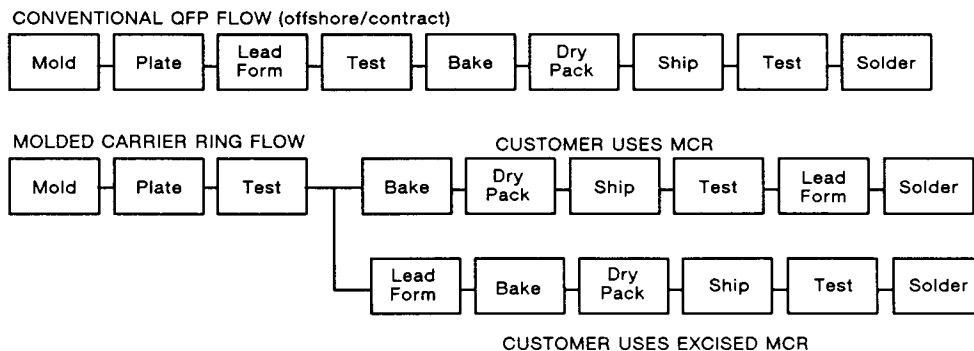 CONVENTIONAL QFP FLOW (offshore/contract)
Mold Plate Lead Form Test Bake Dry Pack Ship Test Solder
MOLDED CARRIER RING FLOW
CUSTOMER USES MCR
Mold Plate Test Bake Dry Pack Ship Test Lead Form Solder
Lead Form Bake Dry Pack Ship Test Solder
CUSTOMER USES EXCISED MCR